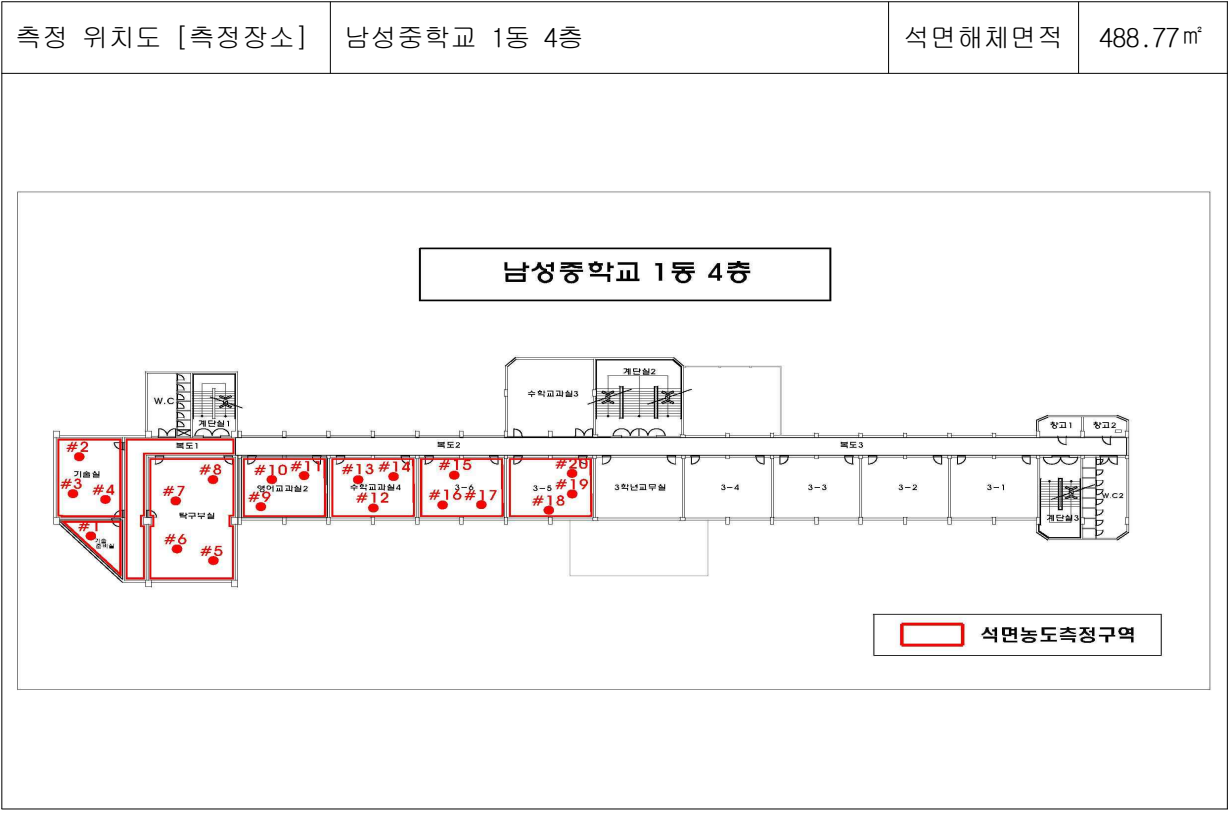 측정 위치도 [측정장소] 남성중학교 1동 4층 석면해체면적 488.77㎡
남성중학교 1동 4층
계단실2
수학교과실3
W.C
계단실1
창고1 창고2
복도1 복도2 복도3
#2
기술실
#3 #4
#1
기술
준비실
#8
#7
탁구부실
#6 #5
#10 #11
영어교과실2
#9
#13 #14
수학교과실4
#12
#15
3-6
#16 #17
#20
3-5 #19
#18
3학년교무실
3-4
3-3
3-2
3-1
W.C2
계단실3
석면농도측정구역